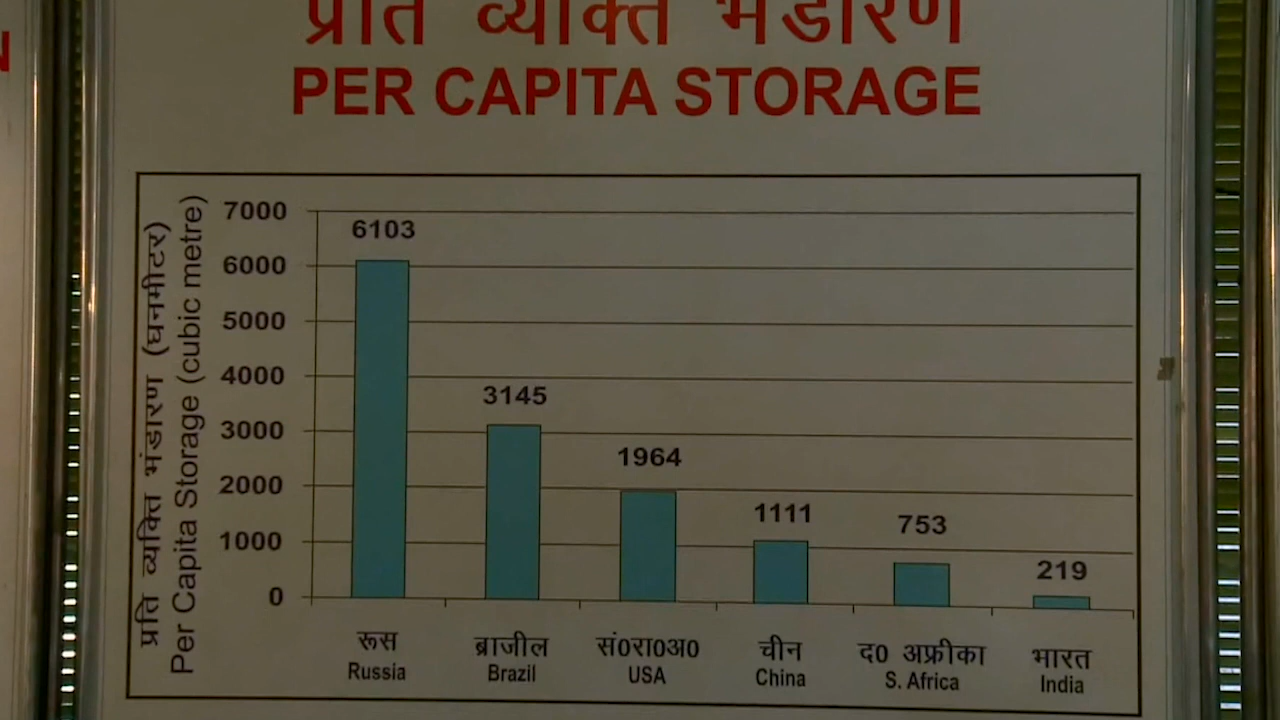 प्रति व्यक्ति भंडारण
PER CAPITA STORAGE
प्रति व्यक्ति भंडारण (घनमीटर)
Per Capita Storage (cubic metre)
7000
6000
5000
4000
3000
2000
1000
0
6103
3145
1964
1111
753
219
रूस
Russia
ब्राजील
Brazil
सं0रा0अ0
USA
चीन
China
द0 अफ्रीका
S. Africa
भारत
India